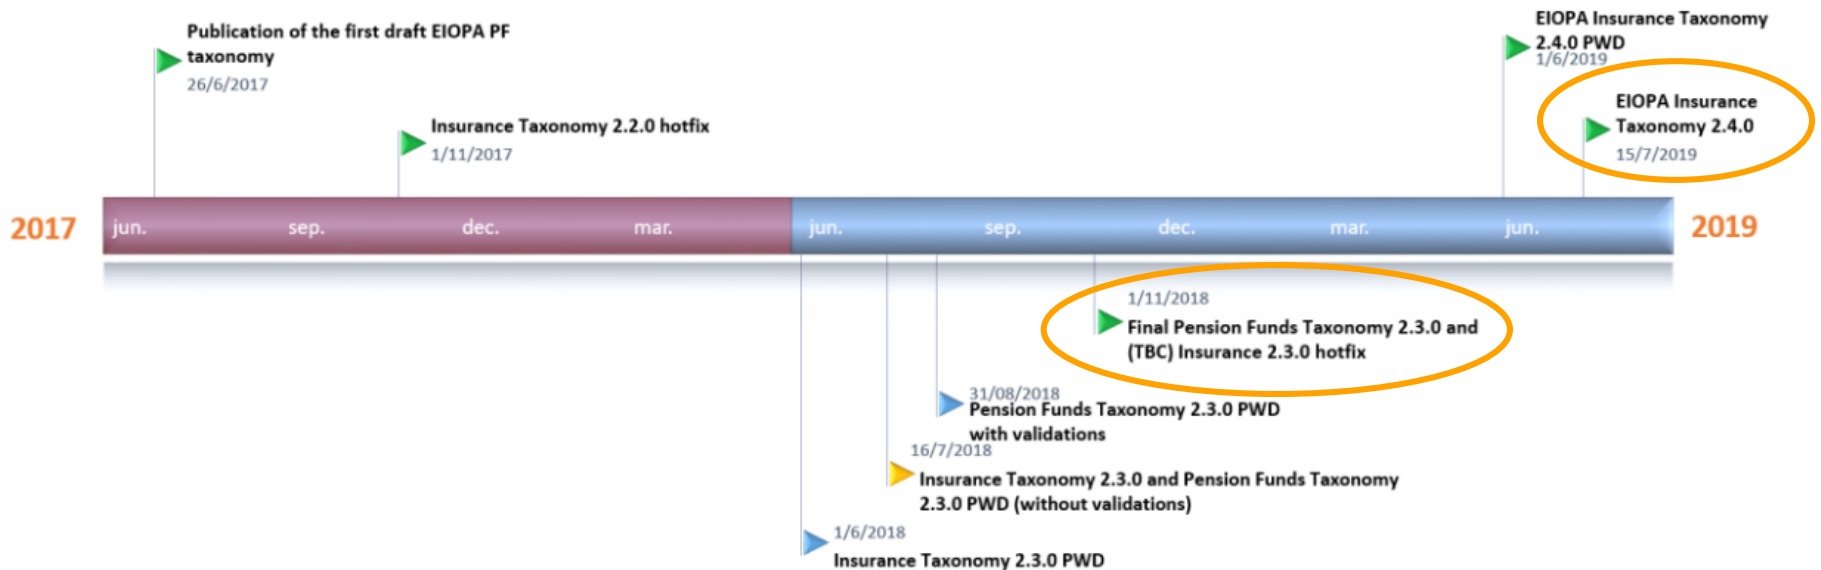 Publication of the first draft EIOPA PF
taxonomy
26/6/2017
Insurance Taxonomy 2.2.0 hotfix
1/11/2017
EIOPA Insurance Taxonomy
2.4.0 PWD
1/6/2019
EIOPA Insurance
Taxonomy 2.4.0
15/7/2019
2017
jun. sep. dec. mar. jun. sep. dec. mar. jun.
2019
1/11/2018
Final Pension Funds Taxonomy 2.3.0 and
(TBC) Insurance 2.3.0 hotfix
31/08/2018
Pension Funds Taxonomy 2.3.0 PWD
with validations
16/7/2018
Insurance Taxonomy 2.3.0 and Pension Funds Taxonomy
2.3.0 PWD (without validations)
1/6/2018
Insurance Taxonomy 2.3.0 PWD